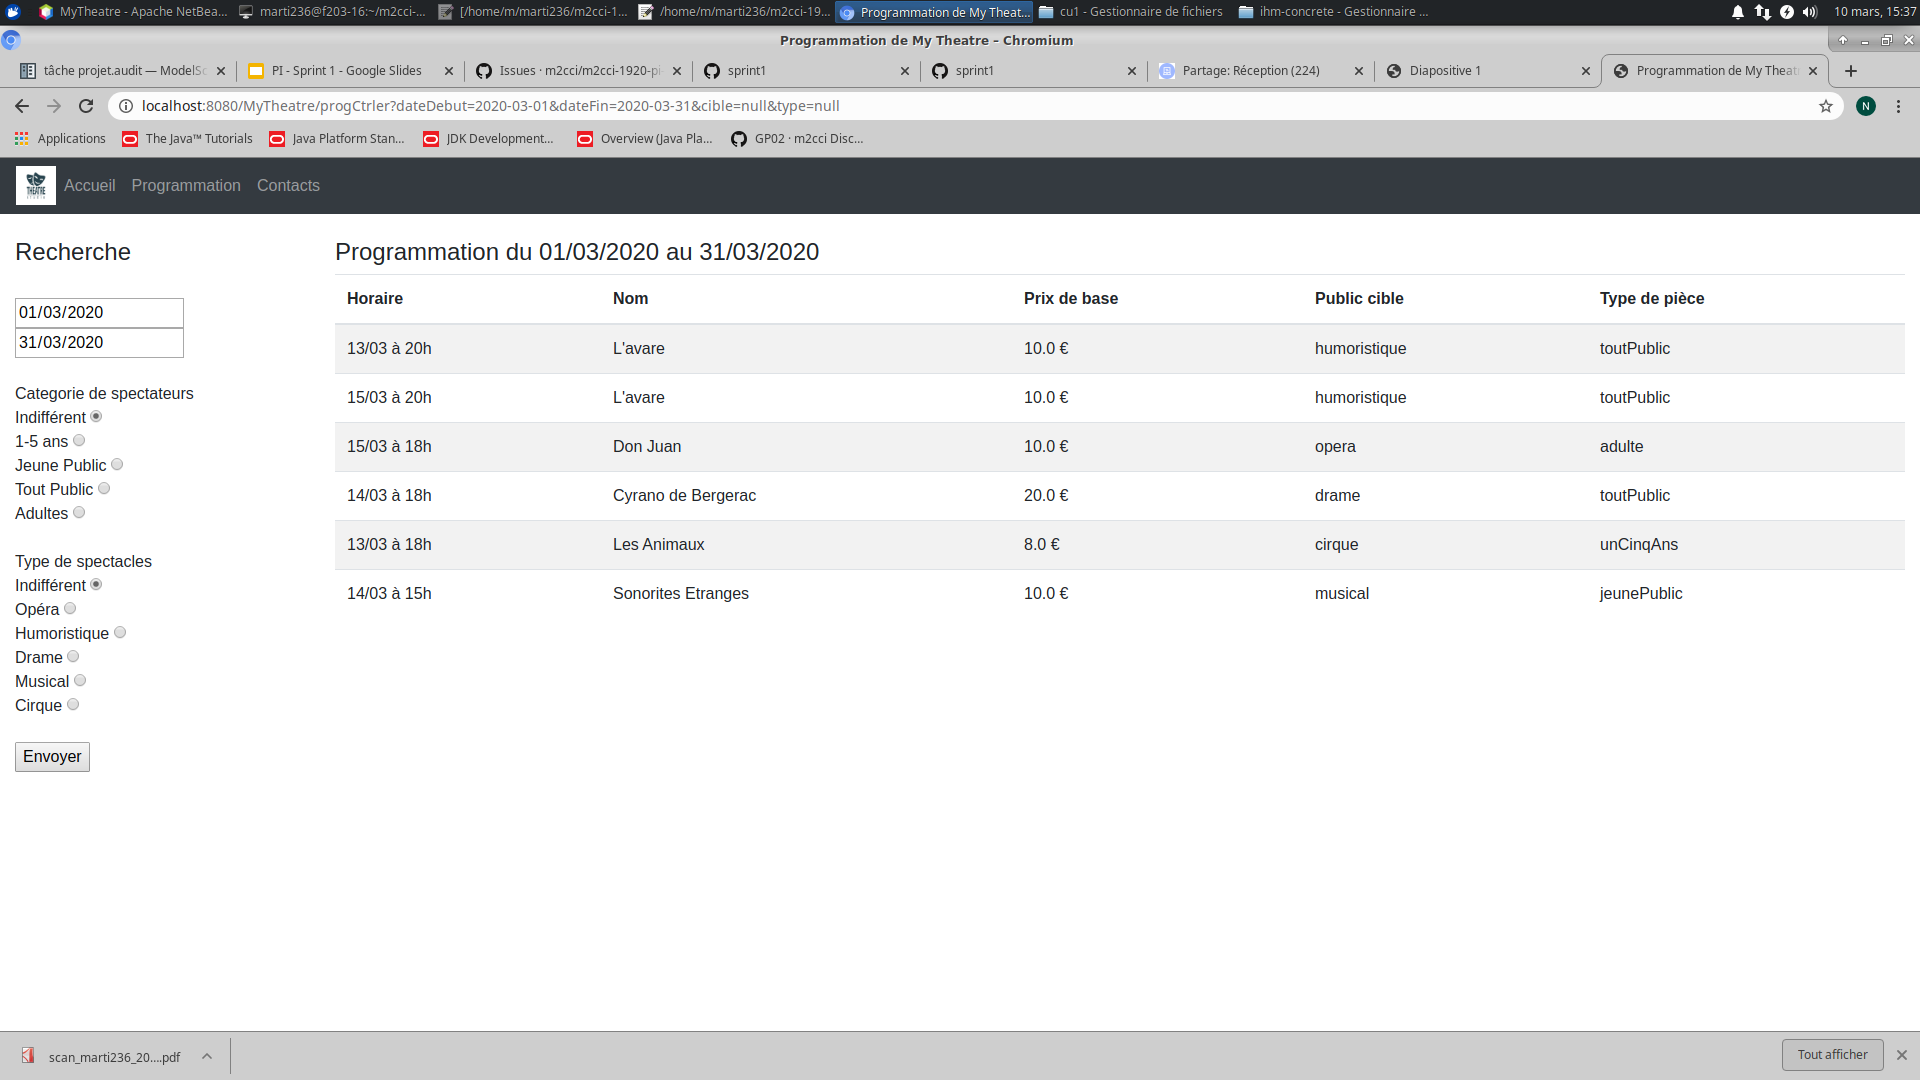 MyTheatre - Apache NetBea... marti236@f203-16:~/m2cci-... [/home/m/marti236/m2cci-1... /home/m/marti236/m2cci-19... Programmation de My Theat... cu1 - Gestionnaire de fichiers ihm-concrete - Gestionnaire ... 10 mars, 15:37
Programmation de My Theatre – Chromium
tâche projet.audit — ModelSc PI - Sprint 1 - Google Slides Issues · m2cci/m2cci-1920-pi- sprint1 sprint1 Partage: Réception (224) Diapositive 1 Programmation de My Theat
localhost:8080/MyTheatre/progCtrler?dateDebut=2020-03-01&dateFin=2020-03-31&cible=null&type=null N
Applications The Java™ Tutorials Java Platform Stan... JDK Development... Overview (Java Pla... GP02 · m2cci Disc...
THEATRE Accueil Programmation Contacts
Recherche
01/03/2020
31/03/2020
Categorie de spectateurs
Indifférent
1-5 ans
Jeune Public
Tout Public
Adultes
Type de spectacles
Indifférent
Opéra
Humoristique
Drame
Musical
Cirque
Envoyer
Programmation du 01/03/2020 au 31/03/2020
Horaire Nom Prix de base Public cible Type de pièce
13/03 à 20h L'avare 10.0 € humoristique toutPublic
15/03 à 20h L'avare 10.0 € humoristique toutPublic
15/03 à 18h Don Juan 10.0 € opera adulte
14/03 à 18h Cyrano de Bergerac 20.0 € drame toutPublic
13/03 à 18h Les Animaux 8.0 € cirque unCinqAns
14/03 à 15h Sonorites Etranges 10.0 € musical jeunePublic
scan_marti236_20....pdf Tout afficher